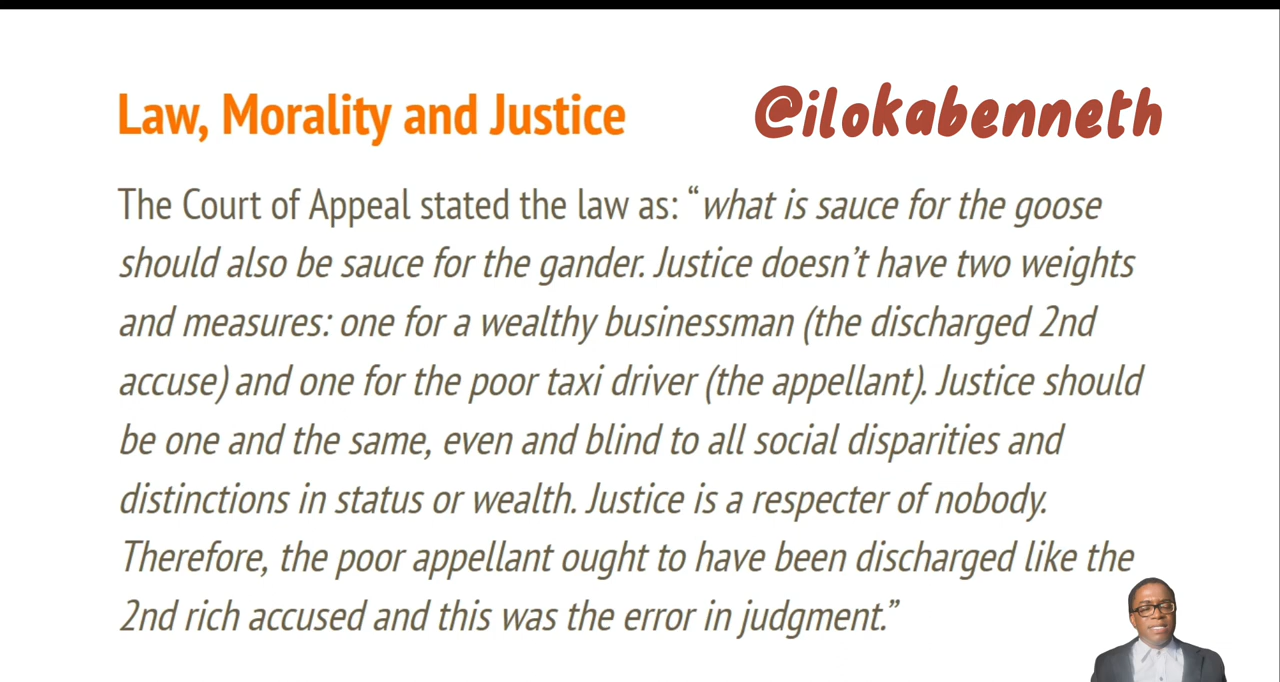 Law, Morality and Justice
@ilokabenneth
The Court of Appeal stated the law as: “what is sauce for the goose
should also be sauce for the gander. Justice doesn’t have two weights
and measures: one for a wealthy businessman (the discharged 2nd
accuse) and one for the poor taxi driver (the appellant). Justice should
be one and the same, even and blind to all social disparities and
distinctions in status or wealth. Justice is a respecter of nobody.
Therefore, the poor appellant ought to have been discharged like the
2nd rich accused and this was the error in judgment.”